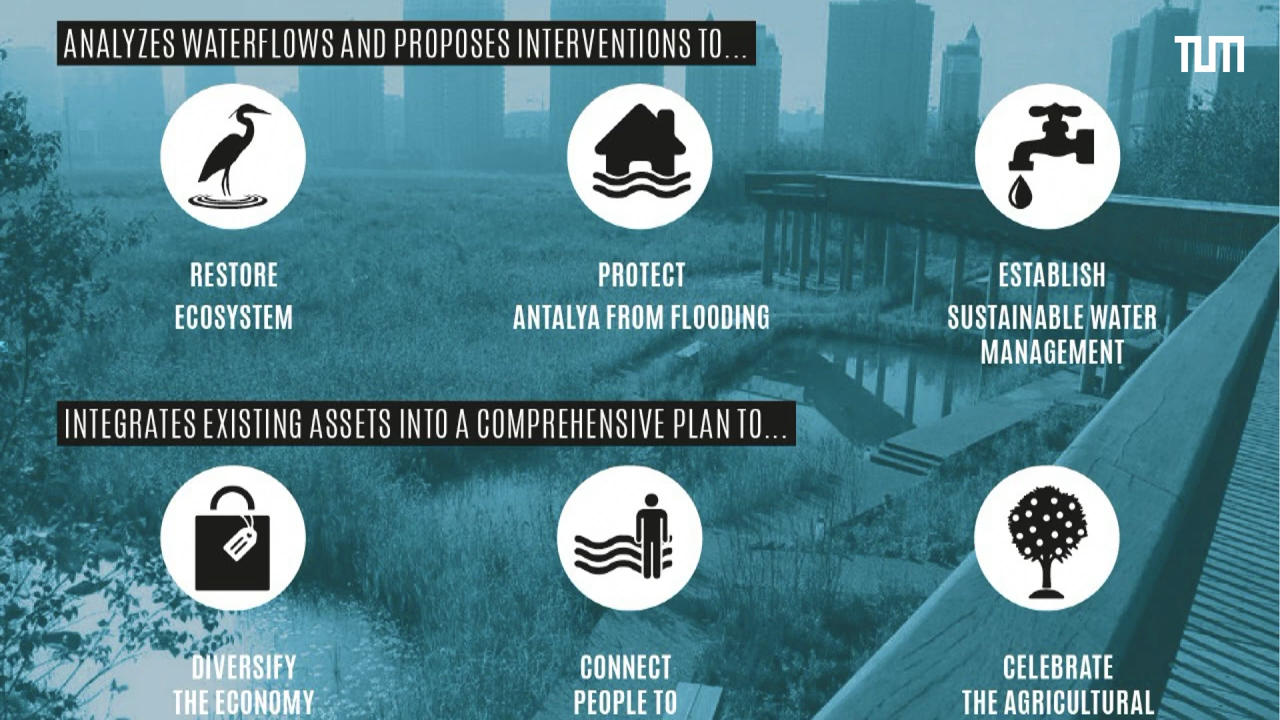 ANALYZES WATERFLOWS AND PROPOSES INTERVENTIONS TO...
TUM
RESTORE
ECOSYSTEM
PROTECT
ANTALYA FROM FLOODING
ESTABLISH
SUSTAINABLE WATER
MANAGEMENT
INTEGRATES EXISTING ASSETS INTO A COMPREHENSIVE PLAN TO...
DIVERSIFY
THE ECONOMY
CONNECT
PEOPLE TO
CELEBRATE
THE AGRICULTURAL